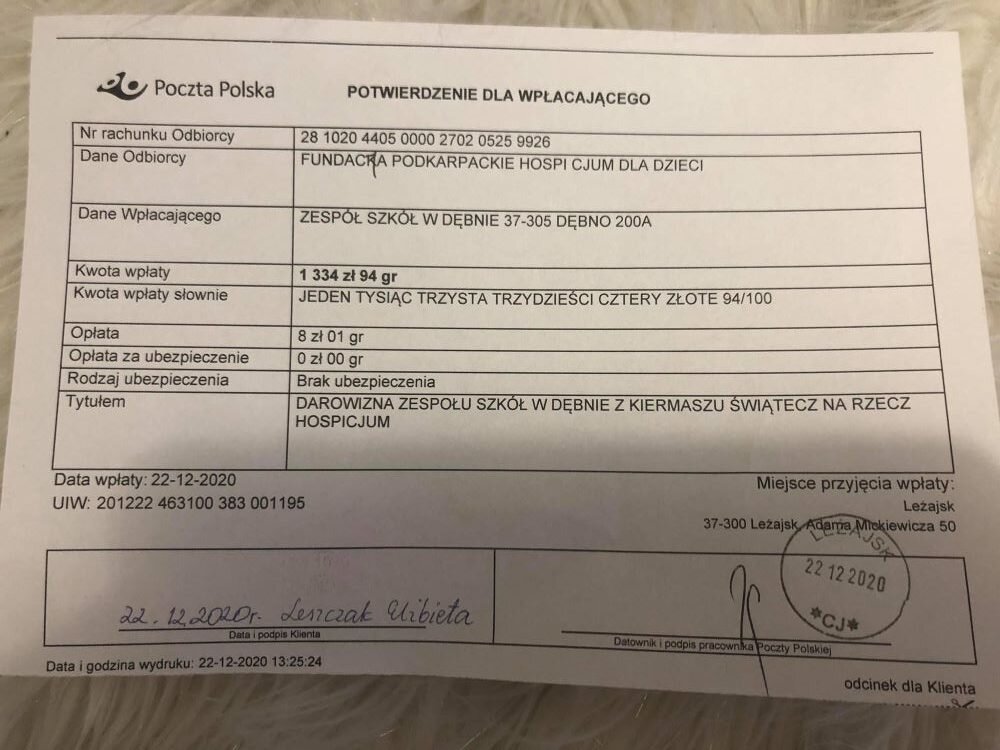 Poczta Polska
POTWIERDZENIE DLA WPŁACAJĄCEGO
Nr rachunku Odbiorcy 28 1020 4405 0000 2702 0525 9926
Dane Odbiorcy FUNDACKA PODKARPACKIE HOSPI CJUM DLA DZIECI
Dane Wpłacającego ZESPÓŁ SZKÓŁ W DĘBNIE 37-305 DĘBNO 200A
Kwota wpłaty 1 334 zł 94 gr
Kwota wpłaty słownie JEDEN TYSIĄC TRZYSTA TRZYDZIEŚCI CZTERY ZŁOTE 94/100
Opłata 8 zł 01 gr
Opłata za ubezpieczenie 0 zł 00 gr
Rodzaj ubezpieczenia Brak ubezpieczenia
Tytułem DAROWIZNA ZESPOŁU SZKÓŁ W DĘBNIE Z KIERMASZU ŚWIĄTECZ NA RZECZ
HOSPICJUM
Data wpłaty: 22-12-2020
UIW: 201222 463100 383 001195
Miejsce przyjęcia wpłaty:
Leżajsk
37-300 Leżajsk, Adama Mickiewicza 50
LEŻAJSK
22 12 2020
*CJ*
22.12.2020r. Leszczak Elżbieta
Data i podpis Klienta
Datownik i podpis pracownika Poczty Polskiej
Data i godzina wydruku: 22-12-2020 13:25:24
odcinek dla Klienta